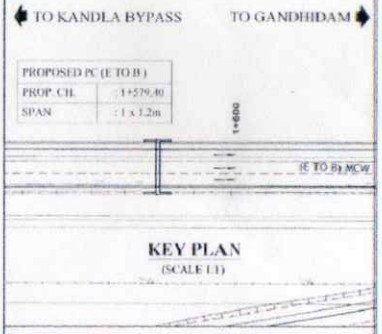 TO KANDLA BYPASS TO GANDHIDAM
PROPOSED PC (E TO B)
PROP. CH. : 1+579.40
SPAN : 1 x 1.2m
1+600
(E TO B) MCW
KEY PLAN
(SCALE 1:1)